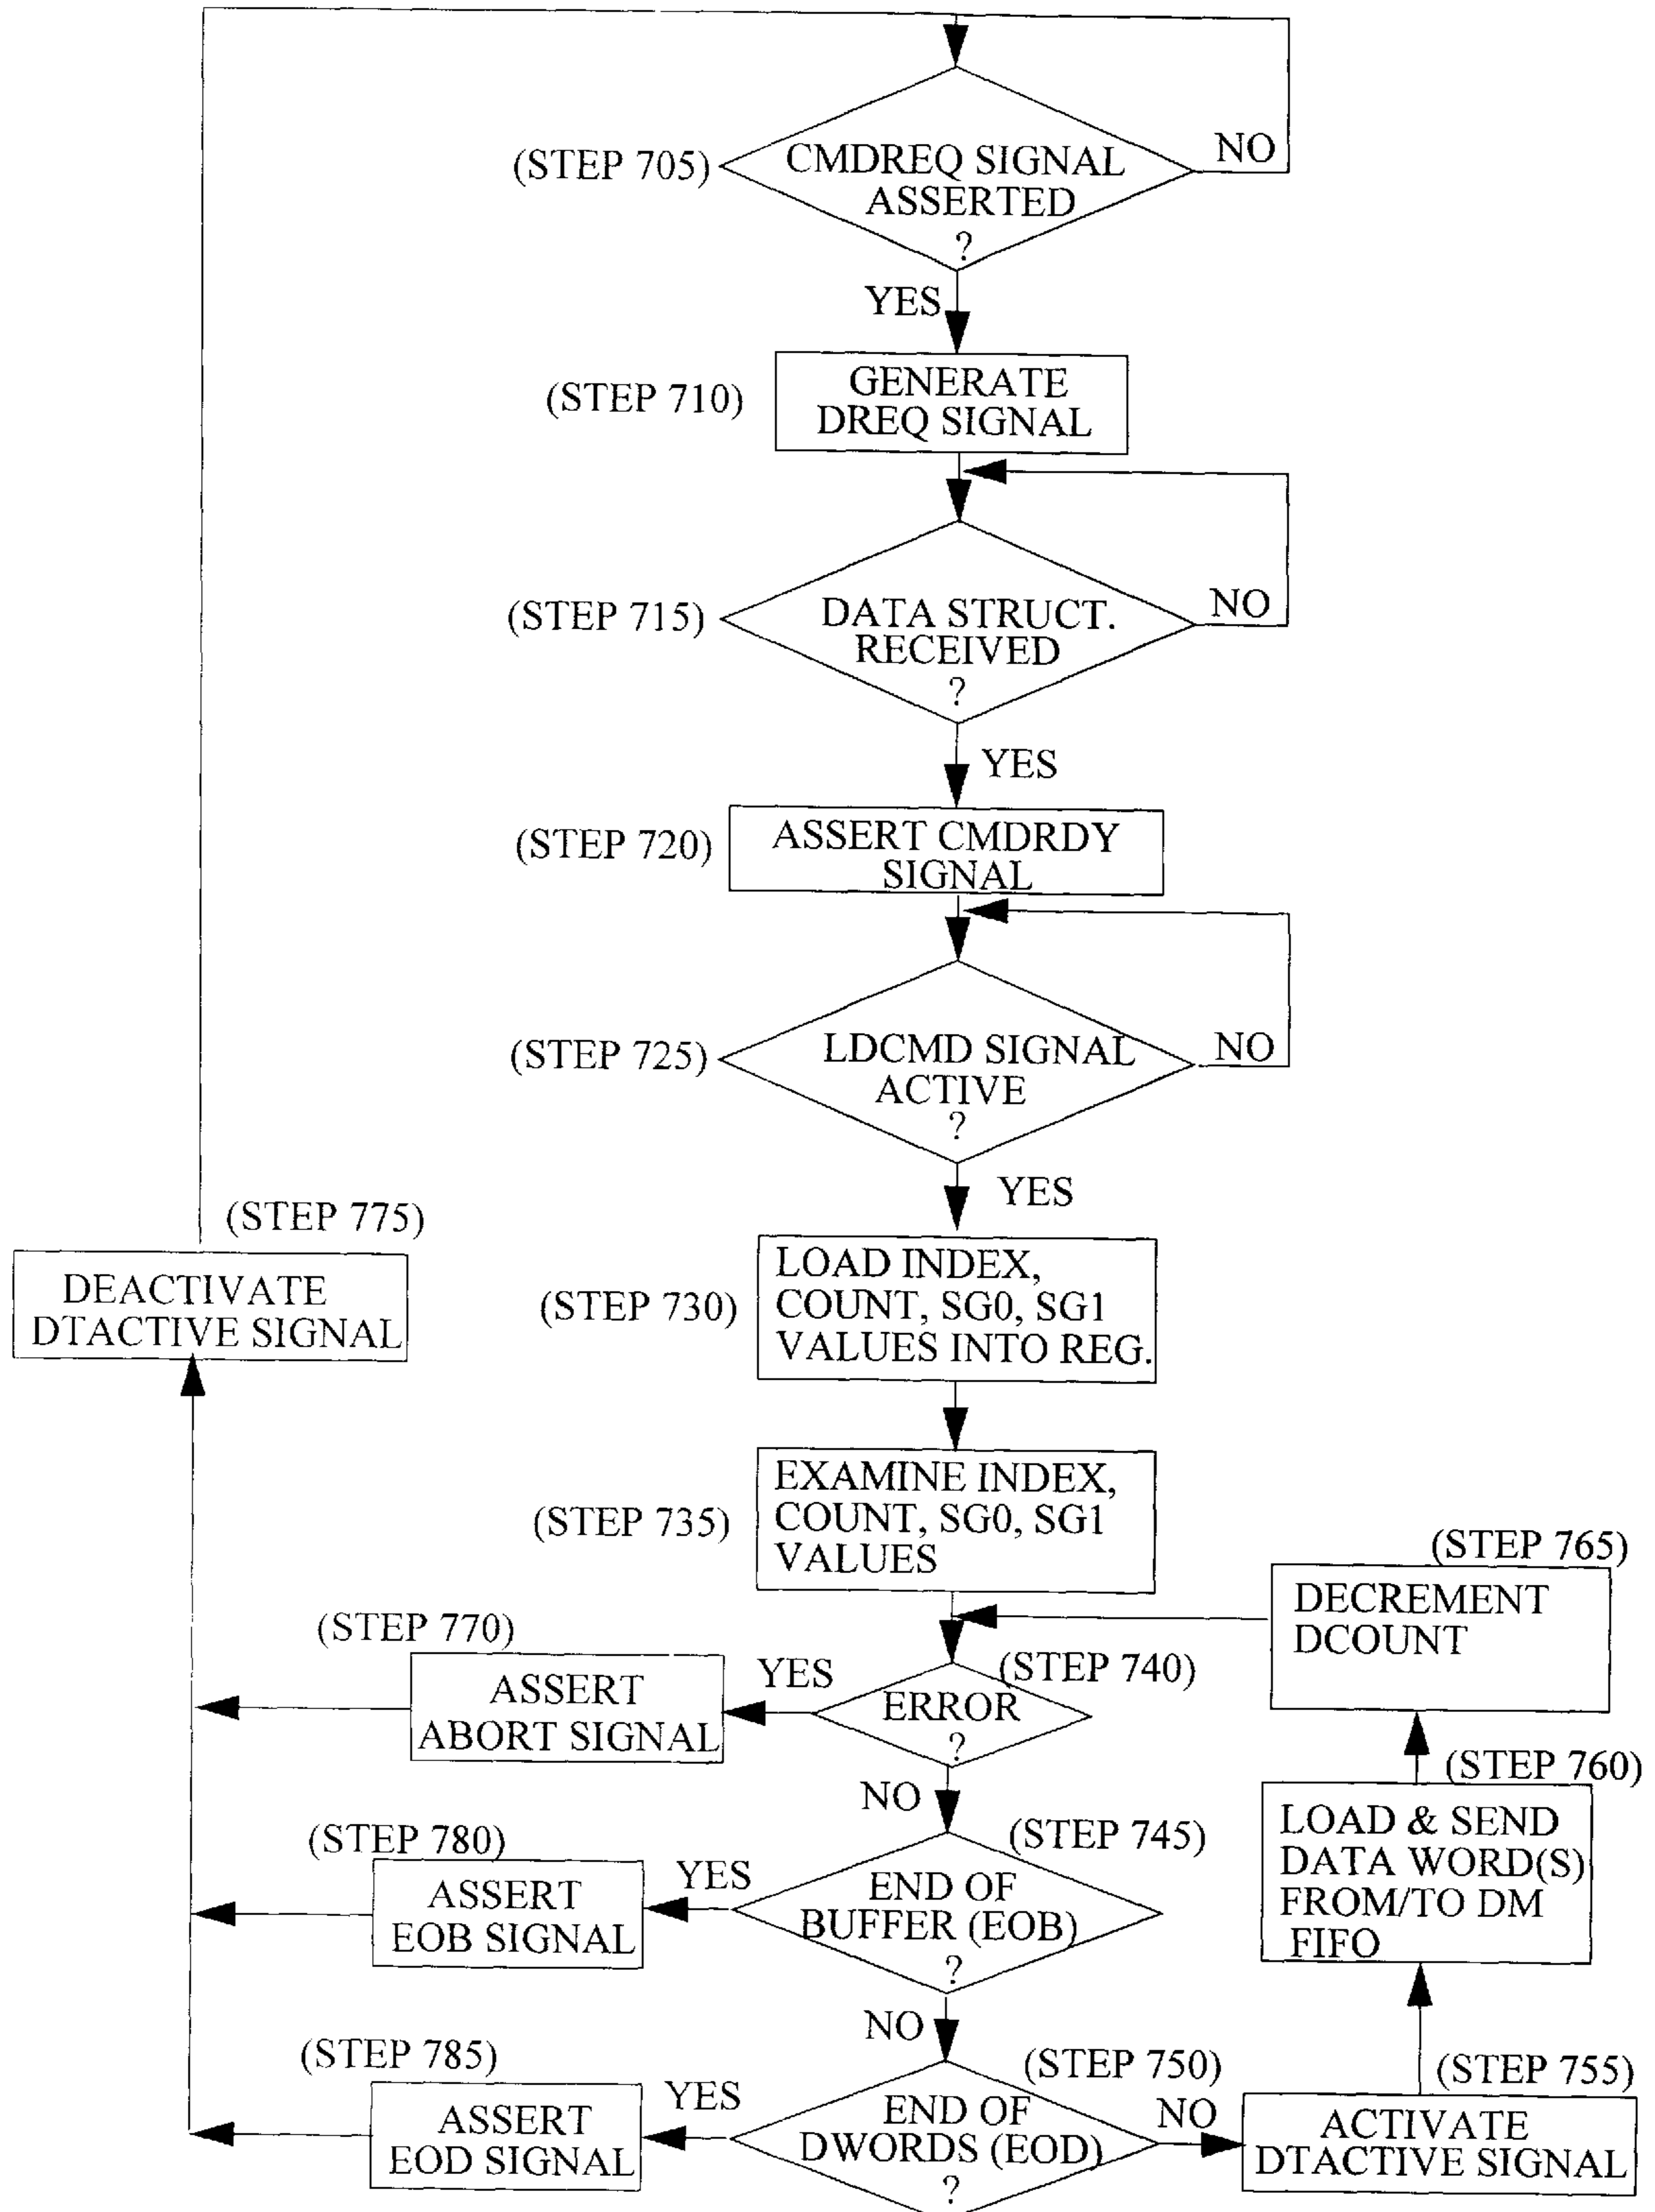 (STEP 705)
CMDREQ SIGNAL
ASSERTED
?
NO
YES
(STEP 710)
GENERATE
DREQ SIGNAL
(STEP 715)
DATA STRUCT.
RECEIVED
?
NO
YES
(STEP 720)
ASSERT CMDRDY
SIGNAL
(STEP 725)
LDCMD SIGNAL
ACTIVE
?
NO
YES
(STEP 775)
DEACTIVATE
DTACTIVE SIGNAL
(STEP 730)
LOAD INDEX,
COUNT, SG0, SG1
VALUES INTO REG.
(STEP 735)
EXAMINE INDEX,
COUNT, SG0, SG1
VALUES
(STEP 765)
DECREMENT
DCOUNT
(STEP 770)
ASSERT
ABORT SIGNAL
YES
(STEP 740)
ERROR
?
NO
(STEP 760)
LOAD & SEND
DATA WORD(S)
FROM/TO DM
FIFO
(STEP 780)
ASSERT
EOB SIGNAL
YES
(STEP 745)
END OF
BUFFER (EOB)
?
NO
(STEP 785)
ASSERT
EOD SIGNAL
YES
(STEP 750)
END OF
DWORDS (EOD)
?
NO
(STEP 755)
ACTIVATE
DTACTIVE SIGNAL